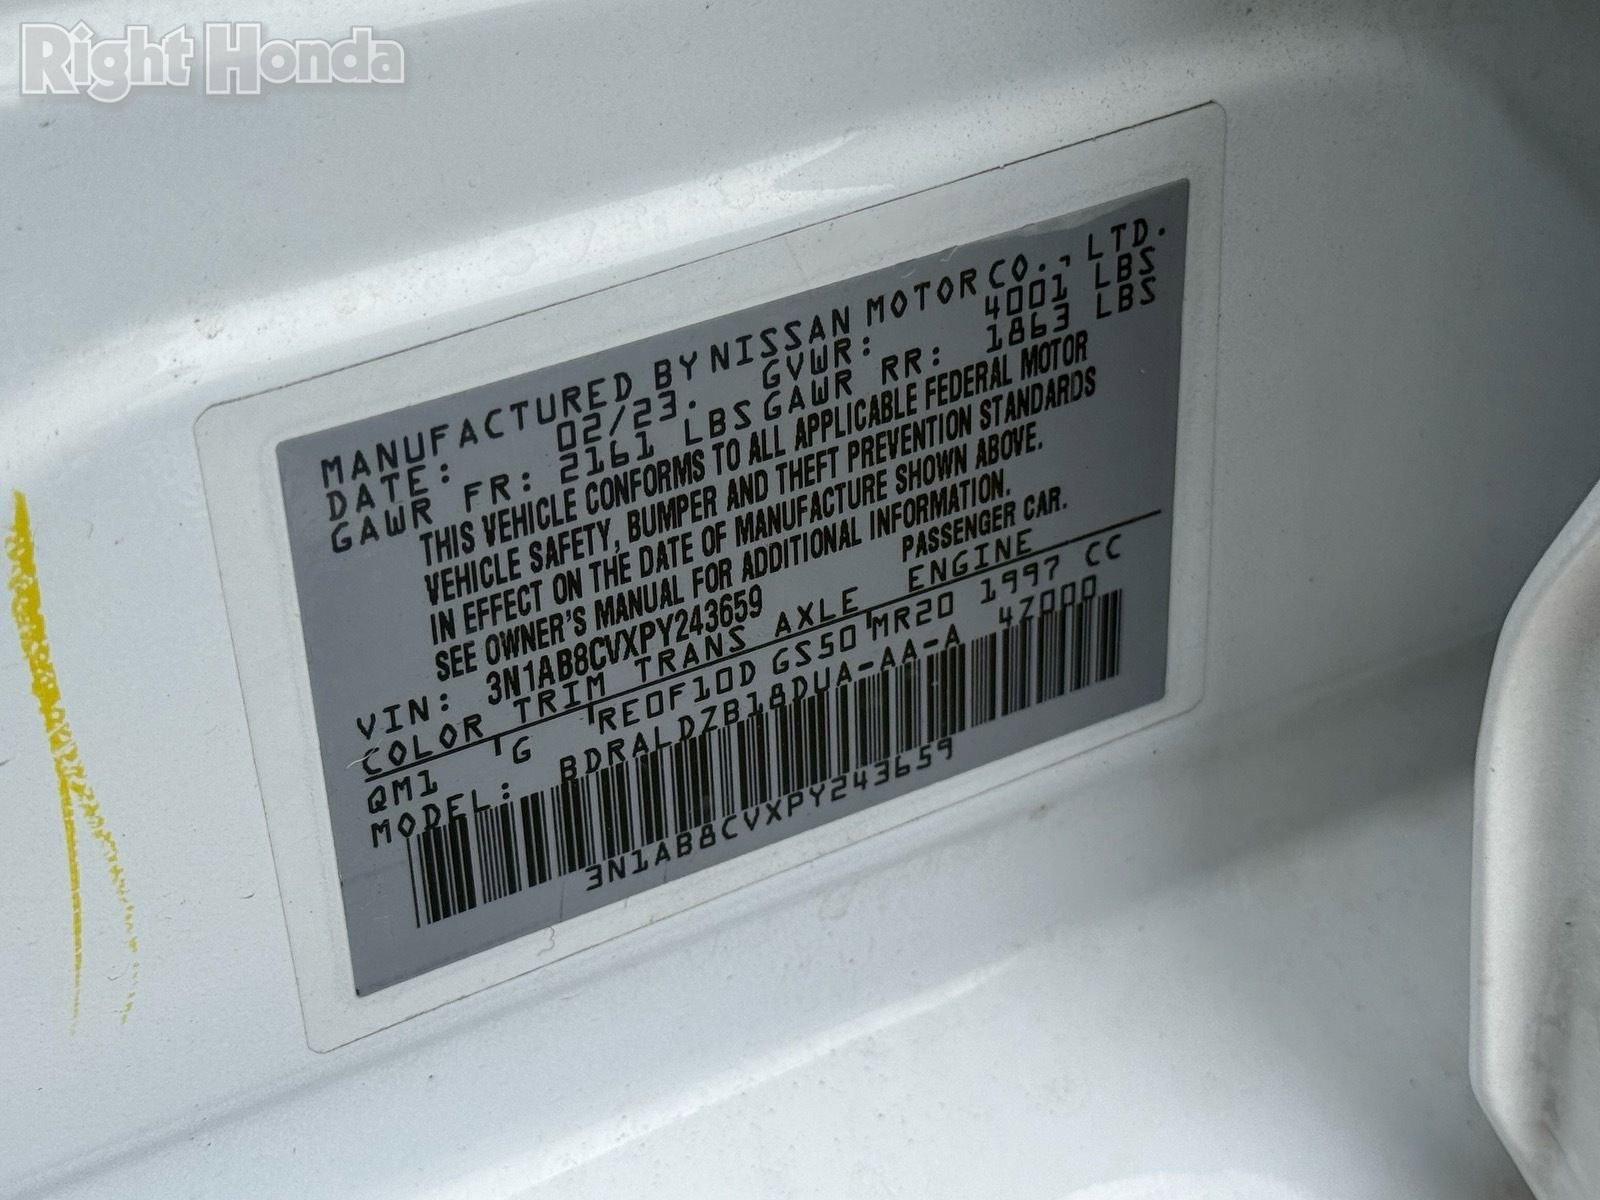 Right Honda
MANUFACTURED BY NISSAN MOTOR CO., LTD.
DATE: 02/23. GVWR: 4001 LBS
GAWR FR: 2161 LBS GAWR RR: 1863 LBS
THIS VEHICLE CONFORMS TO ALL APPLICABLE FEDERAL MOTOR
VEHICLE SAFETY, BUMPER AND THEFT PREVENTION STANDARDS
IN EFFECT ON THE DATE OF MANUFACTURE SHOWN ABOVE.
SEE OWNER'S MANUAL FOR ADDITIONAL INFORMATION.
VIN: 3N1AB8CVXPY243659 PASSENGER CAR.
COLOR TRIM TRANS AXLE ENGINE
QM1 G RE0F10D GS50 MR20 1997 CC
MODEL: BDRALDZB18DUA-AA-A 4Z000
3N1AB8CVXPY243659